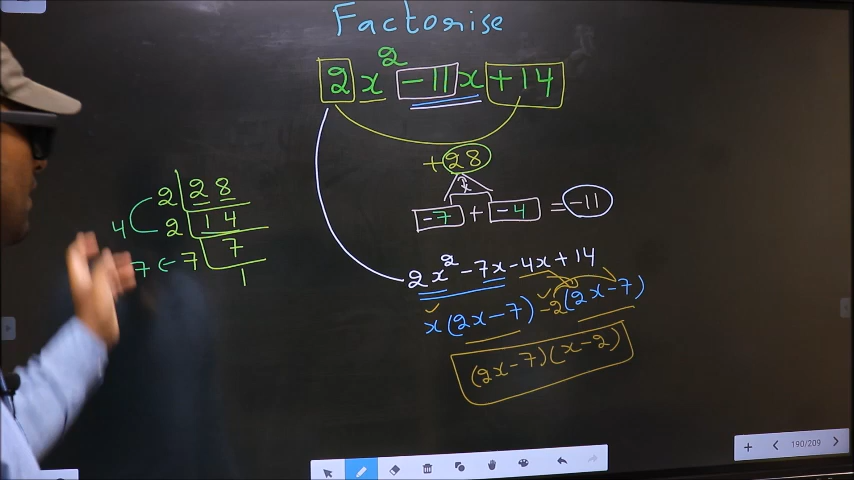 Factorise
2x² -11x +14
+28
x
-7 + -4 = -11
2 | 28
4 2 | 14
7 ← 7 | 7
1
2x² - 7x - 4x + 14
x(2x - 7) -2(2x - 7)
(2x - 7)(x - 2)
190/209